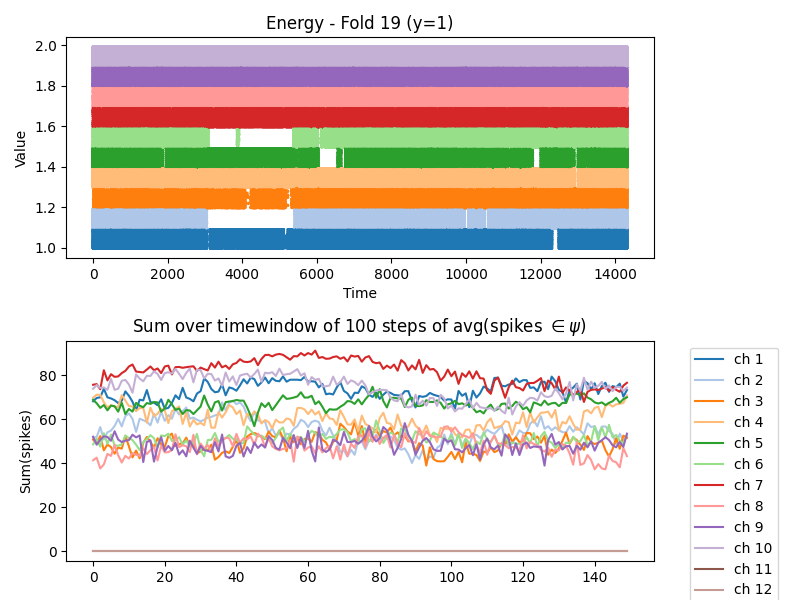 Energy - Fold 19 (y=1)
2.0
1.8
1.6
1.4
1.2
1.0
Value
0 2000 4000 6000 8000 10000 12000 14000
Time
Sum over timewindow of 100 steps of avg(spikes ∈ψ)
80
60
40
20
0
Sum(spikes)
0 20 40 60 80 100 120 140
ch 1
ch 2
ch 3
ch 4
ch 5
ch 6
ch 7
ch 8
ch 9
ch 10
ch 11
ch 12